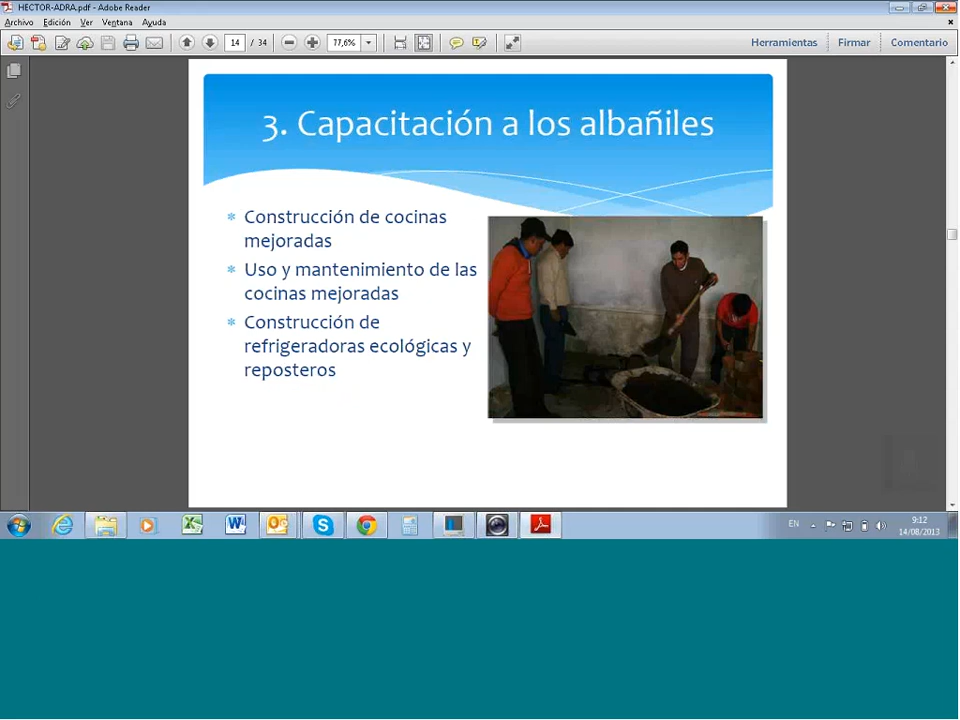 HECTOR-ADRA.pdf - Adobe Reader
Archivo Edición Ver Ventana Ayuda
14 / 34 77,6% Herramientas Firmar Comentario
3. Capacitación a los albañiles
Construcción de cocinas
mejoradas
Uso y mantenimiento de las
cocinas mejoradas
Construcción de
refrigeradoras ecológicas y
reposteros
EN 9:12
14/08/2013